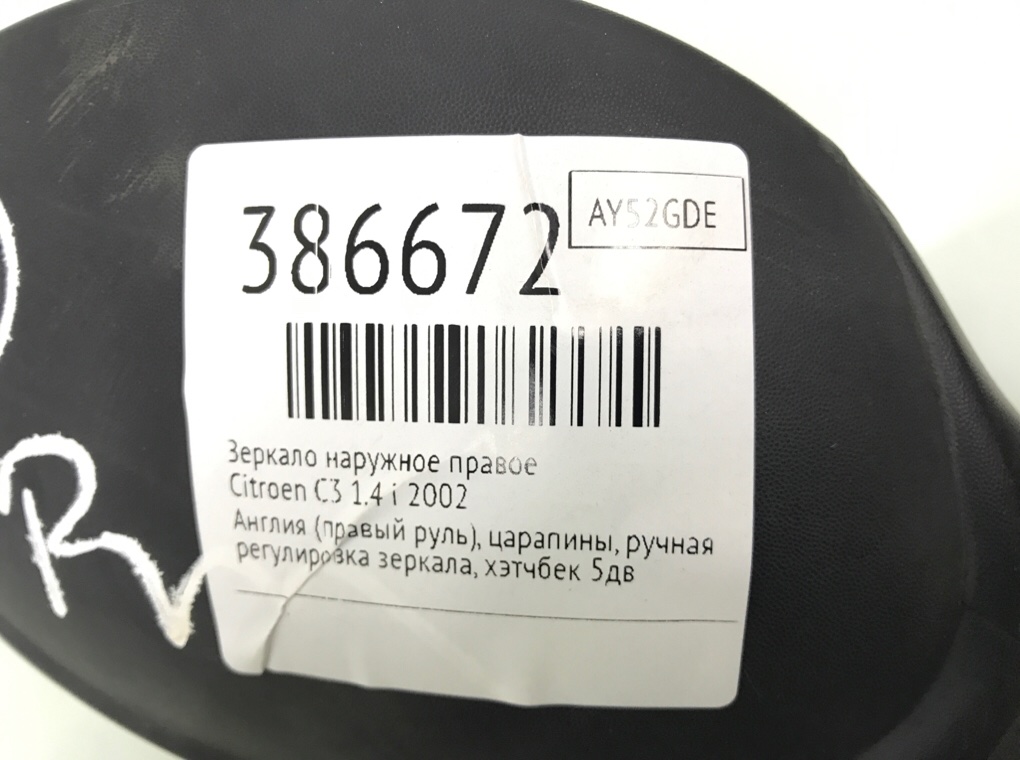 386672
AY52GDE
Зеркало наружное правое
Citroen C3 1.4 i 2002
Англия (правый руль), царапины, ручная
регулировка зеркала, хэтчбек 5дв
R